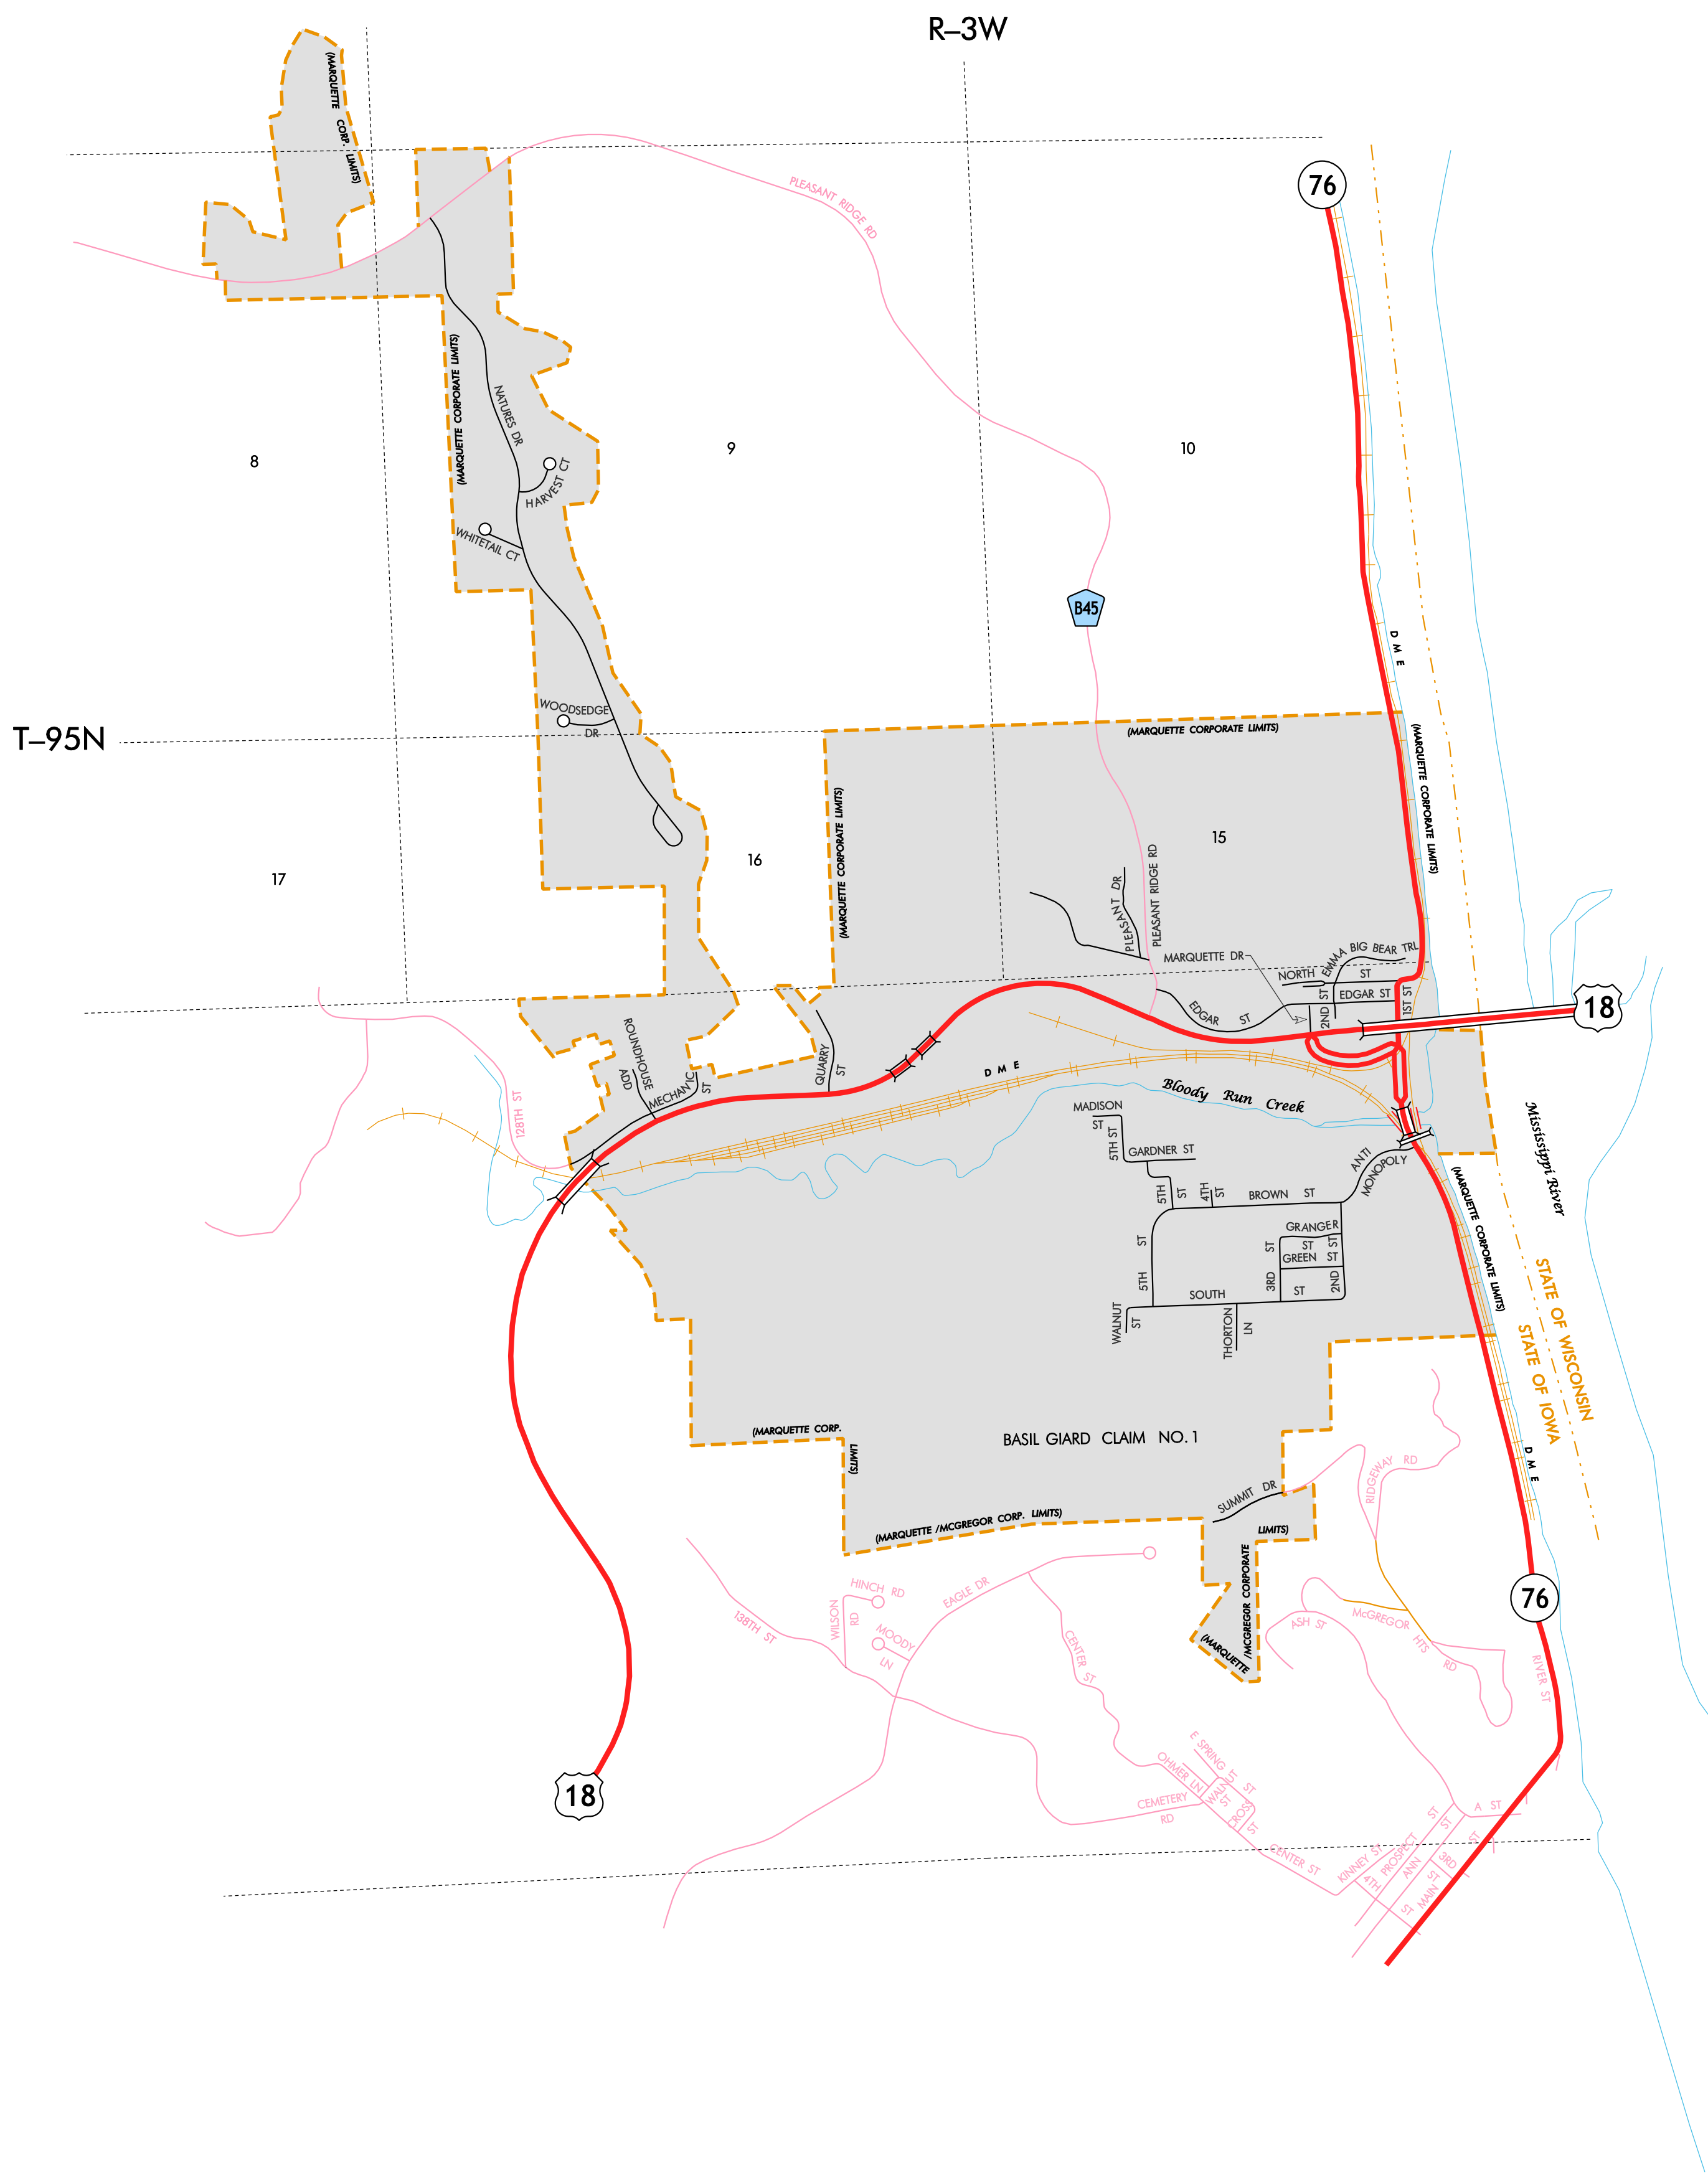 R–3W
(MARQUETTE CORP. LIMITS)
76
PLEASANT RIDGE RD
(MARQUETTE CORPORATE LIMITS)
NATURES DR
8
9
10
HARVEST CT
WHITETAIL CT
B45
D M E
WOODSEDGE
DR
T–95N
(MARQUETTE CORPORATE LIMITS)
(MARQUETTE CORPORATE LIMITS)
(MARQUETTE CORPORATE LIMITS)
15
16
17
PLEASANT DR
PLEASANT RIDGE RD
MARQUETTE DR
EMMA BIG BEAR TRL
NORTH ST
EDGAR ST
2ND ST
1ST ST
EDGAR ST
18
ROUNDHOUSE
ADD
MECHANIC
ST
QUARRY
ST
128TH ST
D M E
Bloody Run Creek
MADISON
ST
5TH ST
GARDNER ST
ANTI
MONOPOLY
5TH
ST
4TH
ST
BROWN ST
GRANGER
ST
GREEN ST
3RD
ST
2ND
ST
5TH
ST
SOUTH ST
WALNUT
ST
THORTON
LN
Mississippi River
(MARQUETTE CORPORATE LIMITS)
STATE OF WISCONSIN
STATE OF IOWA
(MARQUETTE CORP.
LIMITS)
BASIL GIARD CLAIM NO. 1
D M E
RIDGEWAY RD
SUMMIT DR
(MARQUETTE /MCGREGOR CORP. LIMITS)
LIMITS)
/MCGREGOR CORPORATE
(MARQUETTE
HINCH RD
WILSON
RD
EAGLE DR
138TH ST
MOODY
LN
CENTER ST
ASH ST
McGREGOR
HTS
RD
76
RIVER ST
18
E SPRING ST
OHMER LN
WALNUT
ST
CROSS
ST
CEMETERY
RD
CENTER ST
KINNEY ST
PROSPECT
ST
ANN
ST
A ST
4TH
ST
3RD
ST
MAIN
ST